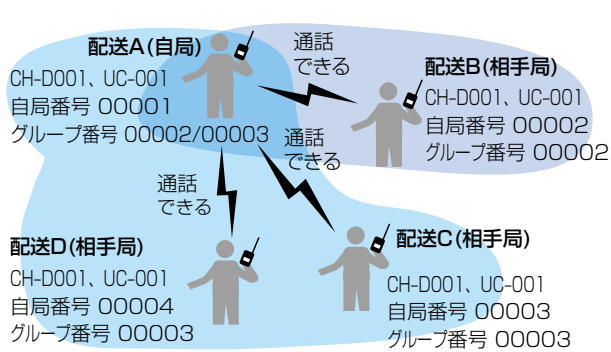 配送A(自局)
CH-D001、UC-001
自局番号 00001
グループ番号 00002/00003
通話
できる
配送B(相手局)
CH-D001、UC-001
自局番号 00002
グループ番号 00002
通話
できる
通話
できる
配送D(相手局)
CH-D001、UC-001
自局番号 00004
グループ番号 00003
配送C(相手局)
CH-D001、UC-001
自局番号 00003
グループ番号 00003